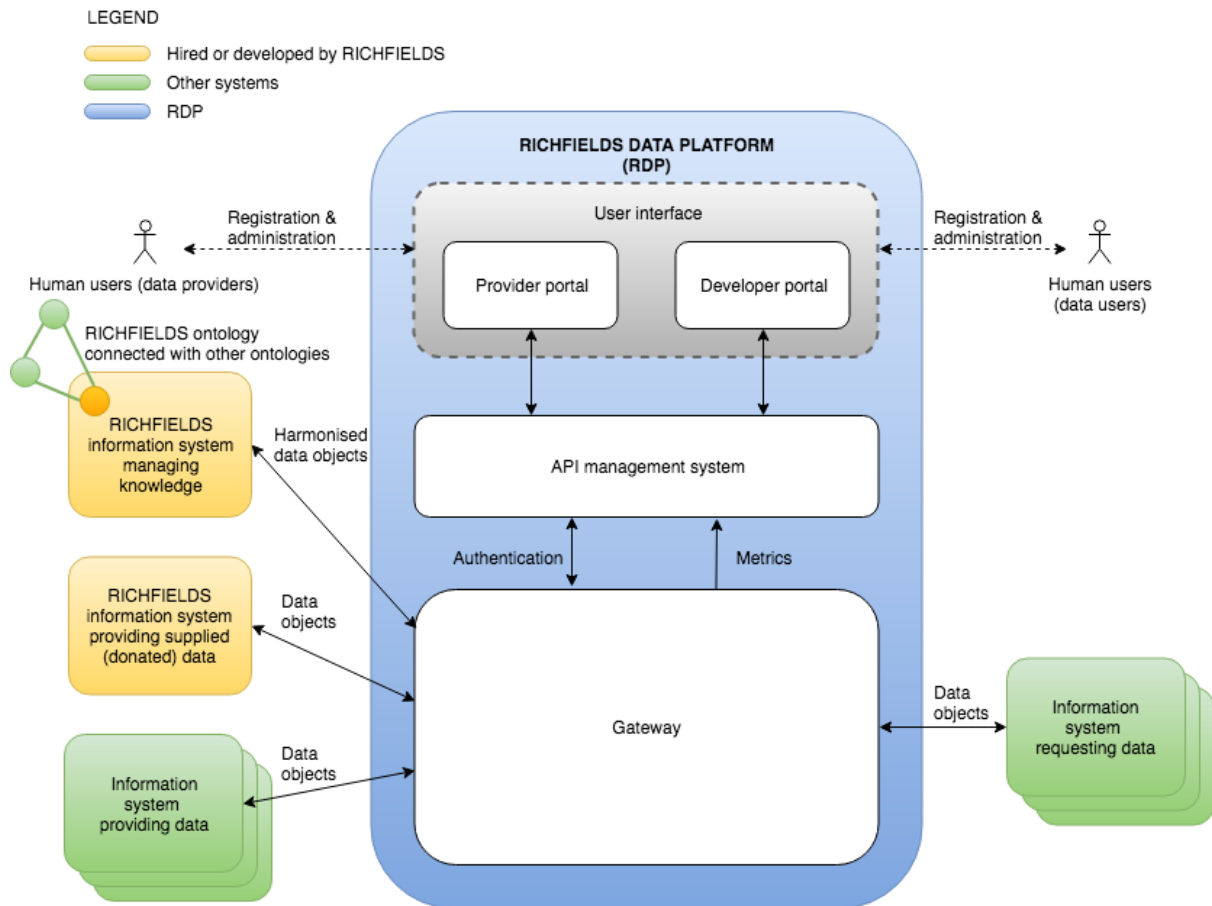 LEGEND
Hired or developed by RICHFIELDS
Other systems
RDP
RICHFIELDS DATA PLATFORM
(RDP)
User interface
Provider portal
Developer portal
Registration &
administration
Human users (data providers)
Registration &
administration
Human users
(data users)
RICHFIELDS ontology
connected with other ontologies
RICHFIELDS
information system
managing
knowledge
Harmonised
data objects
API management system
Authentication
Metrics
RICHFIELDS
information system
providing supplied
(donated) data
Data
objects
Gateway
Information
system
providing data
Data
objects
Data
objects
Information
system
requesting data